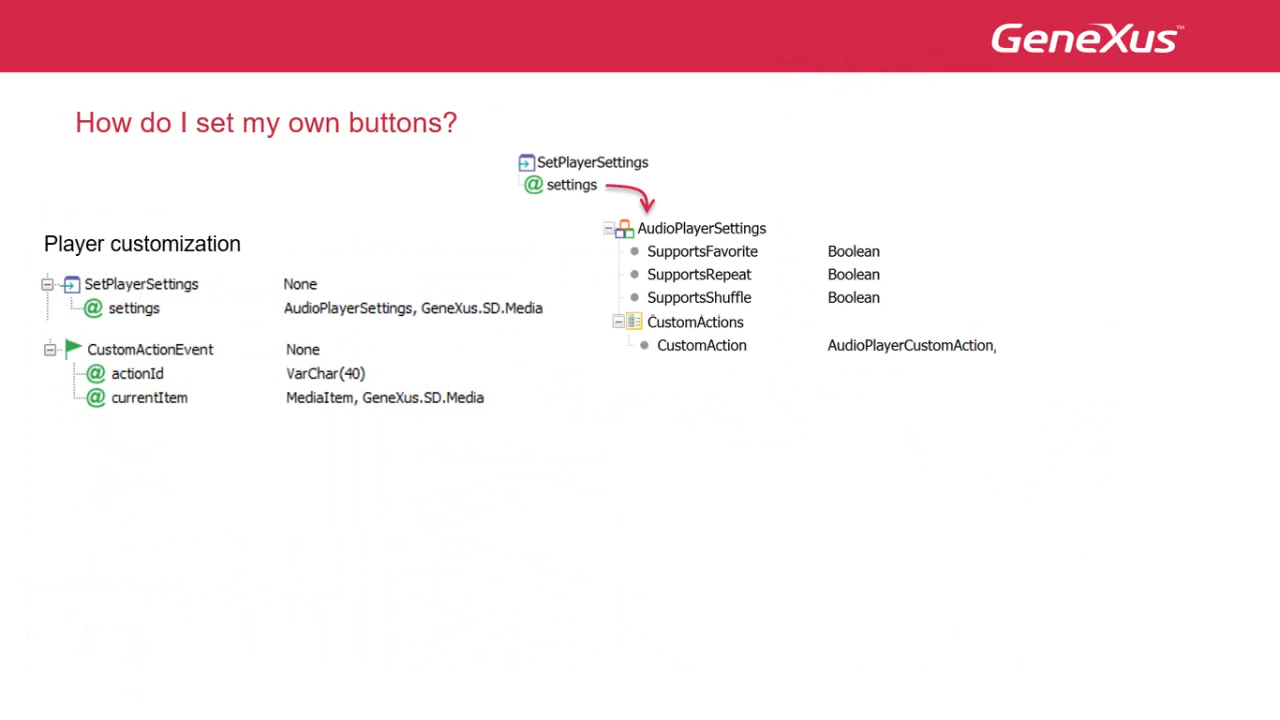 GeneXus™
How do I set my own buttons?
SetPlayerSettings
settings
AudioPlayerSettings
SupportsFavorite Boolean
SupportsRepeat Boolean
SupportsShuffle Boolean
CustomActions
CustomAction AudioPlayerCustomAction,
Player customization
SetPlayerSettings None
settings AudioPlayerSettings, GeneXus.SD.Media
CustomActionEvent None
actionId VarChar(40)
currentItem MediaItem, GeneXus.SD.Media